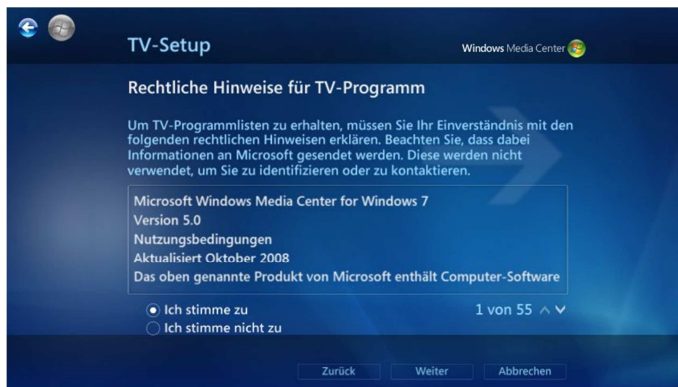 TV-Setup
Windows Media Center
Rechtliche Hinweise für TV-Programm
Um TV-Programmlisten zu erhalten, müssen Sie Ihr Einverständnis mit den
folgenden rechtlichen Hinweisen erklären. Beachten Sie, dass dabei
Informationen an Microsoft gesendet werden. Diese werden nicht
verwendet, um Sie zu identifizieren oder zu kontaktieren.
Microsoft Windows Media Center for Windows 7
Version 5.0
Nutzungsbedingungen
Aktualisiert Oktober 2008
Das oben genannte Produkt von Microsoft enthält Computer-Software
Ich stimme zu
1 von 55
Ich stimme nicht zu
Zurück Weiter Abbrechen